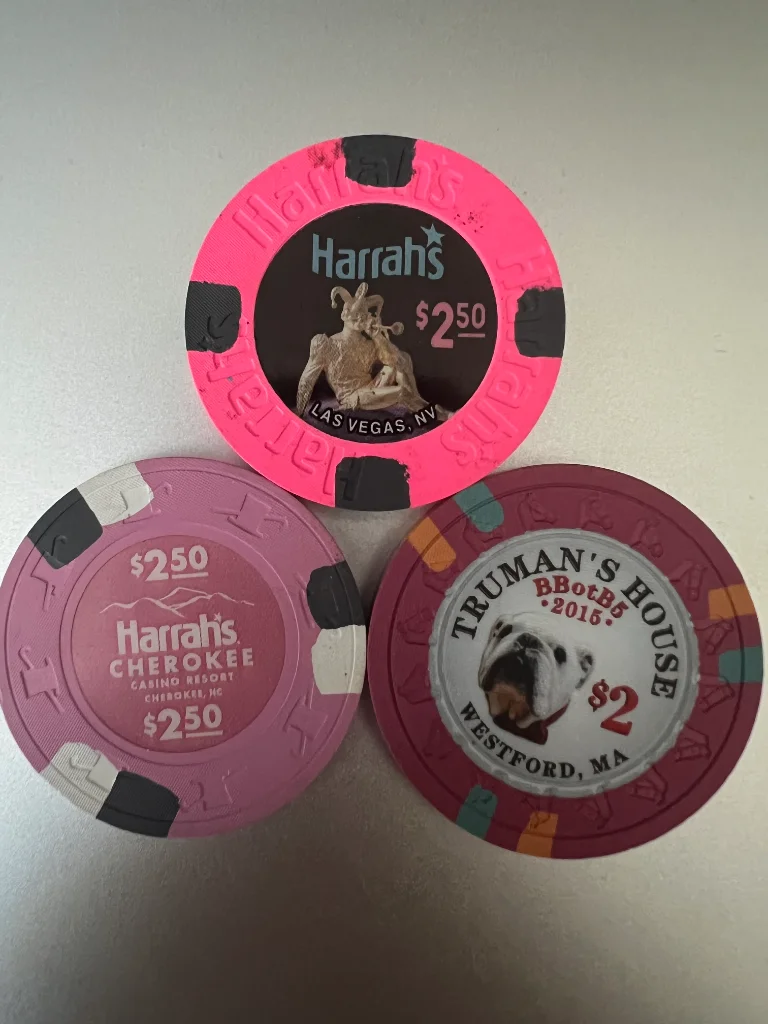 Harrah's
Harrah's
Harrah's
Harrah's
$2.50
LAS VEGAS, NV
$2.50
Harrah's
CHEROKEE
CASINO RESORT
CHEROKEE, NC
$2.50
TRUMAN'S HOUSE
BBotB5
•2015•
$2
WESTFORD, MA